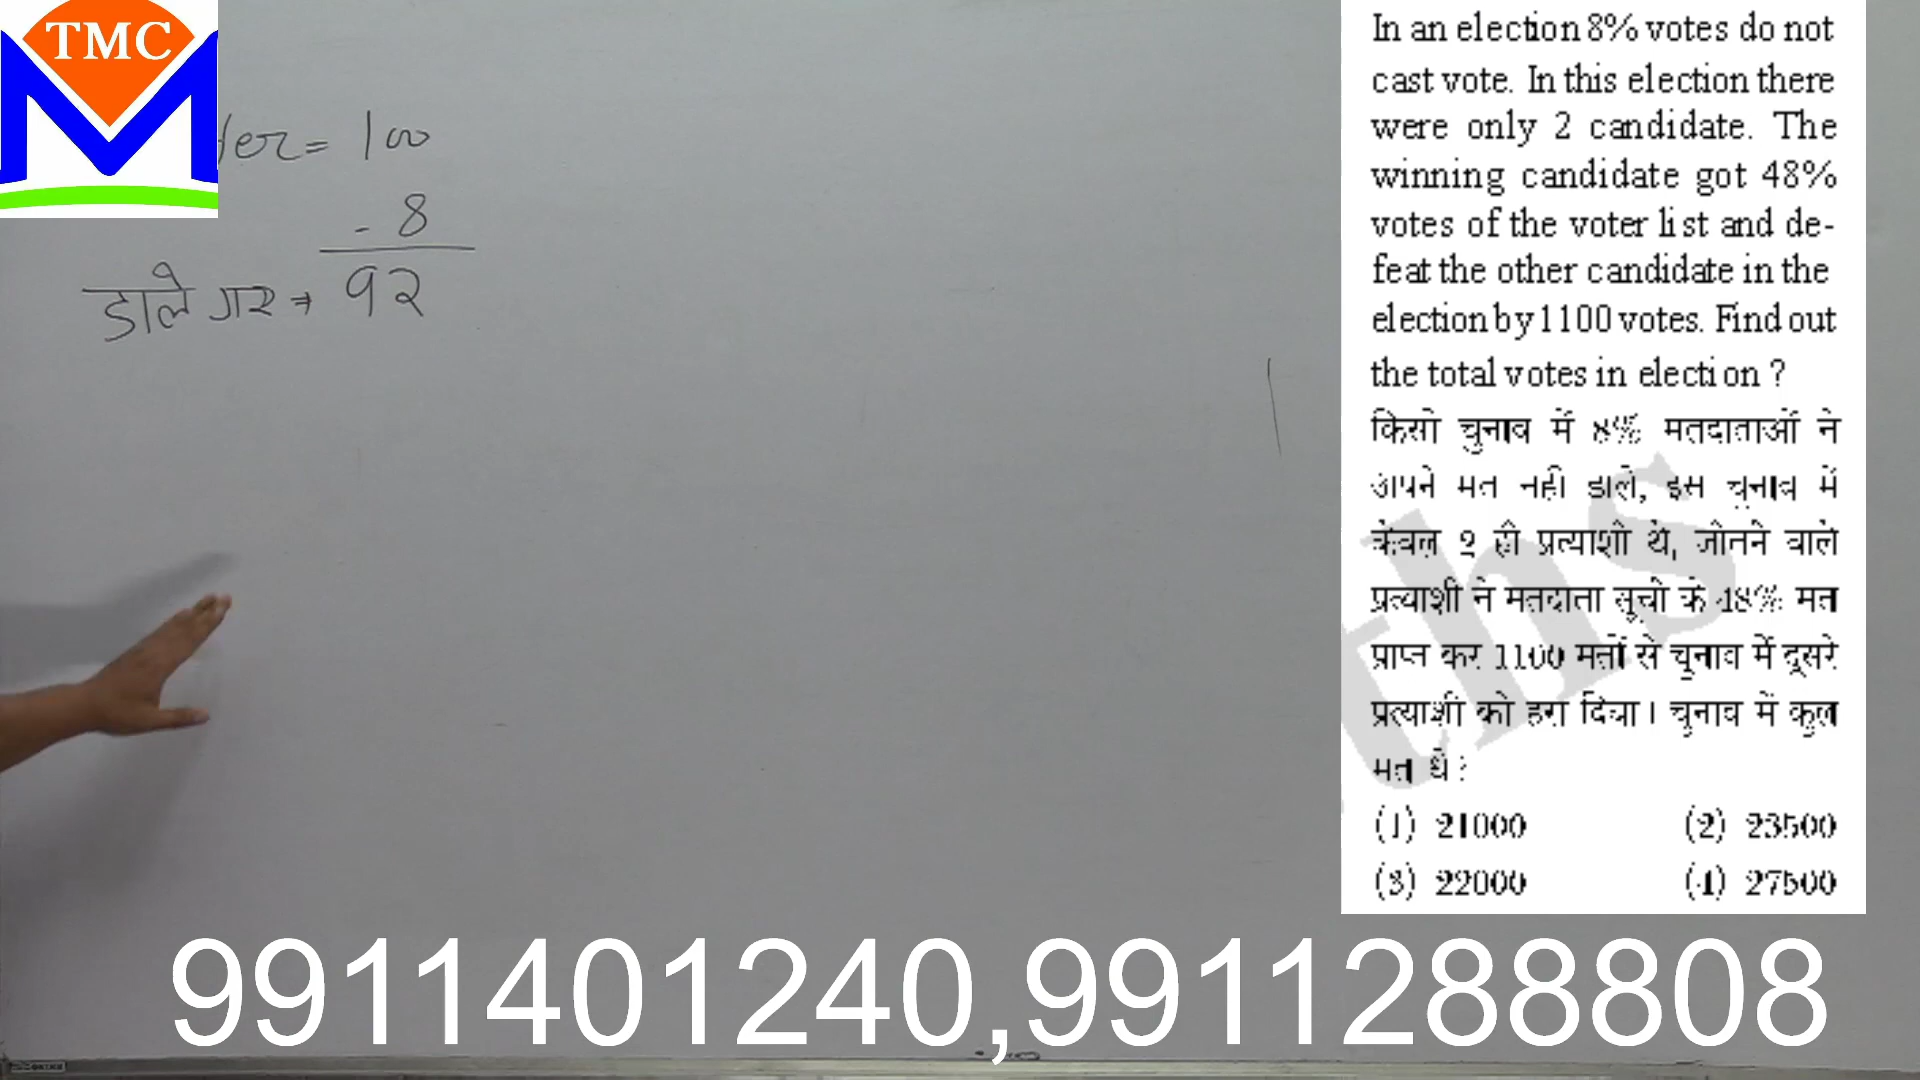 TMC
ter = 100
- 8
डाले गए → 92
In an election 8% votes do not
cast vote. In this election there
were only 2 candidate. The
winning candidate got 48%
votes of the voter list and de-
feat the other candidate in the
election by 1100 votes. Find out
the total votes in election ?
किसी चुनाव में 8% मतदाताओं ने
अपने मत नही डाले, इस चुनाव में
केवल 2 ही प्रत्याशी थे, जीतने वाले
प्रत्याशी ने मतदाता सूची के 48% मत
प्राप्त कर 1100 मतों से चुनाव में दूसरे
प्रत्याशी को हरा दिया। चुनाव में कुल
मत थे :
(1) 21000 (2) 23500
(3) 22000 (4) 27500
ths
9911401240,9911288808